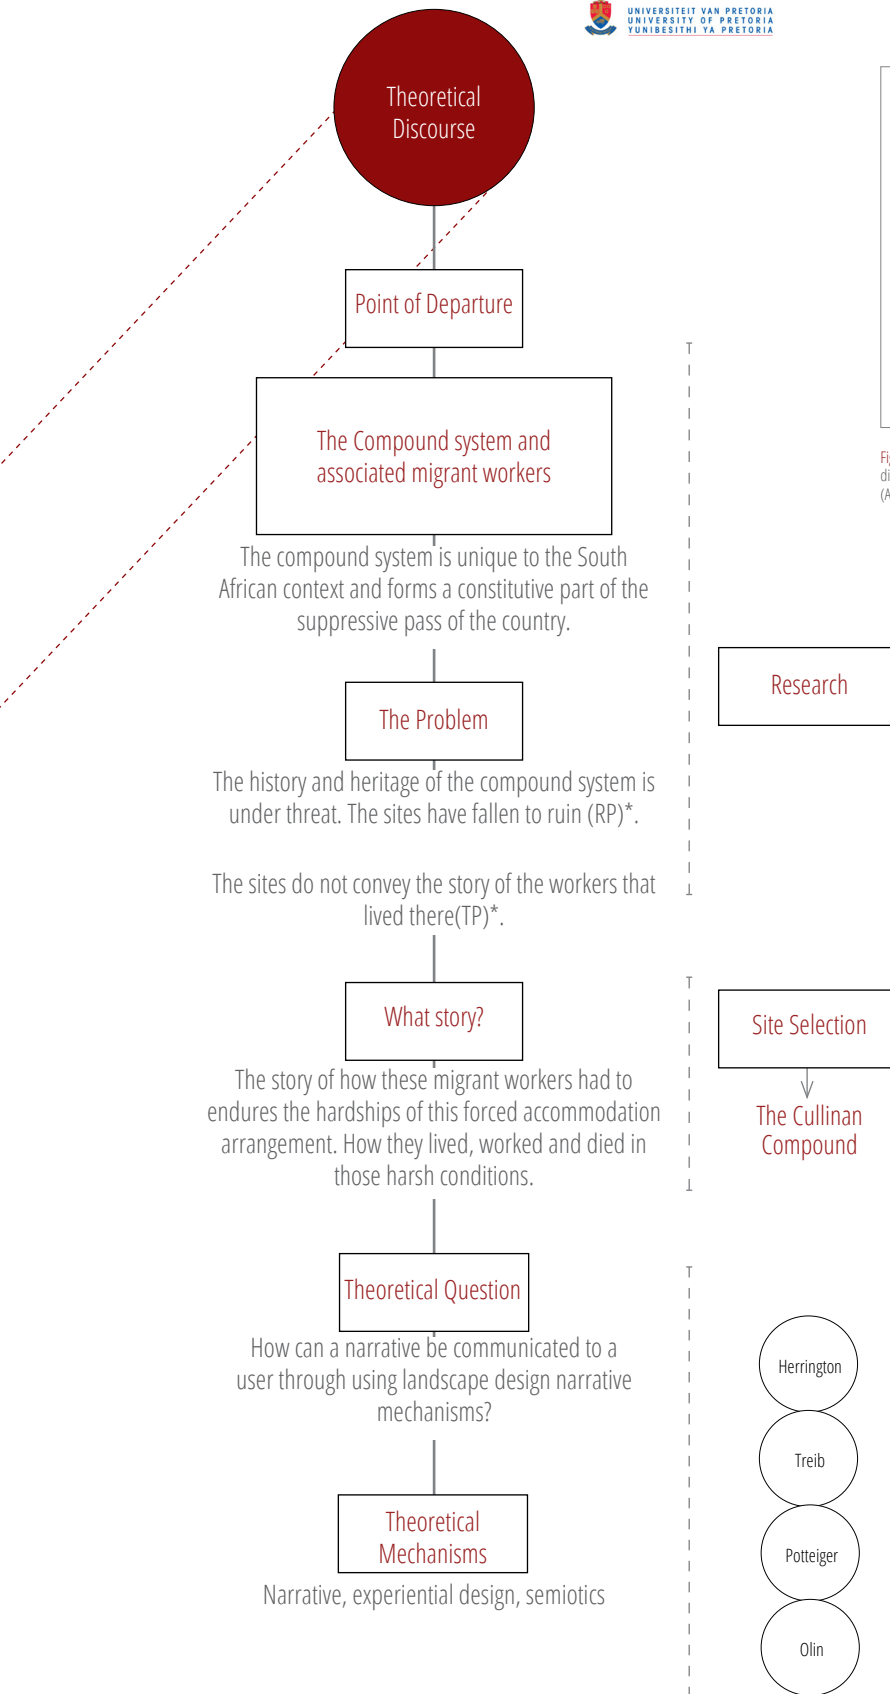 UNIVERSITEIT VAN PRETORIA
UNIVERSITY OF PRETORIA
YUNIBESITHI YA PRETORIA
Theoretical
Discourse
Point of Departure
The Compound system and
associated migrant workers
The compound system is unique to the South
African context and forms a constitutive part of the
suppressive pass of the country.
The Problem
The history and heritage of the compound system is
under threat. The sites have fallen to ruin (RP)*.
The sites do not convey the story of the workers that
lived there(TP)*.
Research
What story?
The story of how these migrant workers had to
endures the hardships of this forced accommodation
arrangement. How they lived, worked and died in
those harsh conditions.
Site Selection
The Cullinan
Compound
Theoretical Question
How can a narrative be communicated to a
user through using landscape design narrative
mechanisms?
Theoretical
Mechanisms
Narrative, experiential design, semiotics
Herrington
Treib
Potteiger
Olin